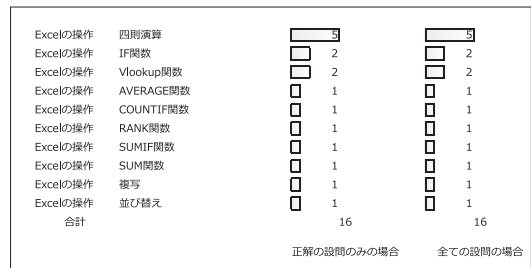 Excelの操作 四則演算 5 5
Excelの操作 IF関数 2 2
Excelの操作 Vlookup関数 2 2
Excelの操作 AVERAGE関数 1 1
Excelの操作 COUNTIF関数 1 1
Excelの操作 RANK関数 1 1
Excelの操作 SUMIF関数 1 1
Excelの操作 SUM関数 1 1
Excelの操作 複写 1 1
Excelの操作 並び替え 1 1
合計 16 16
正解の設問のみの場合 全ての設問の場合